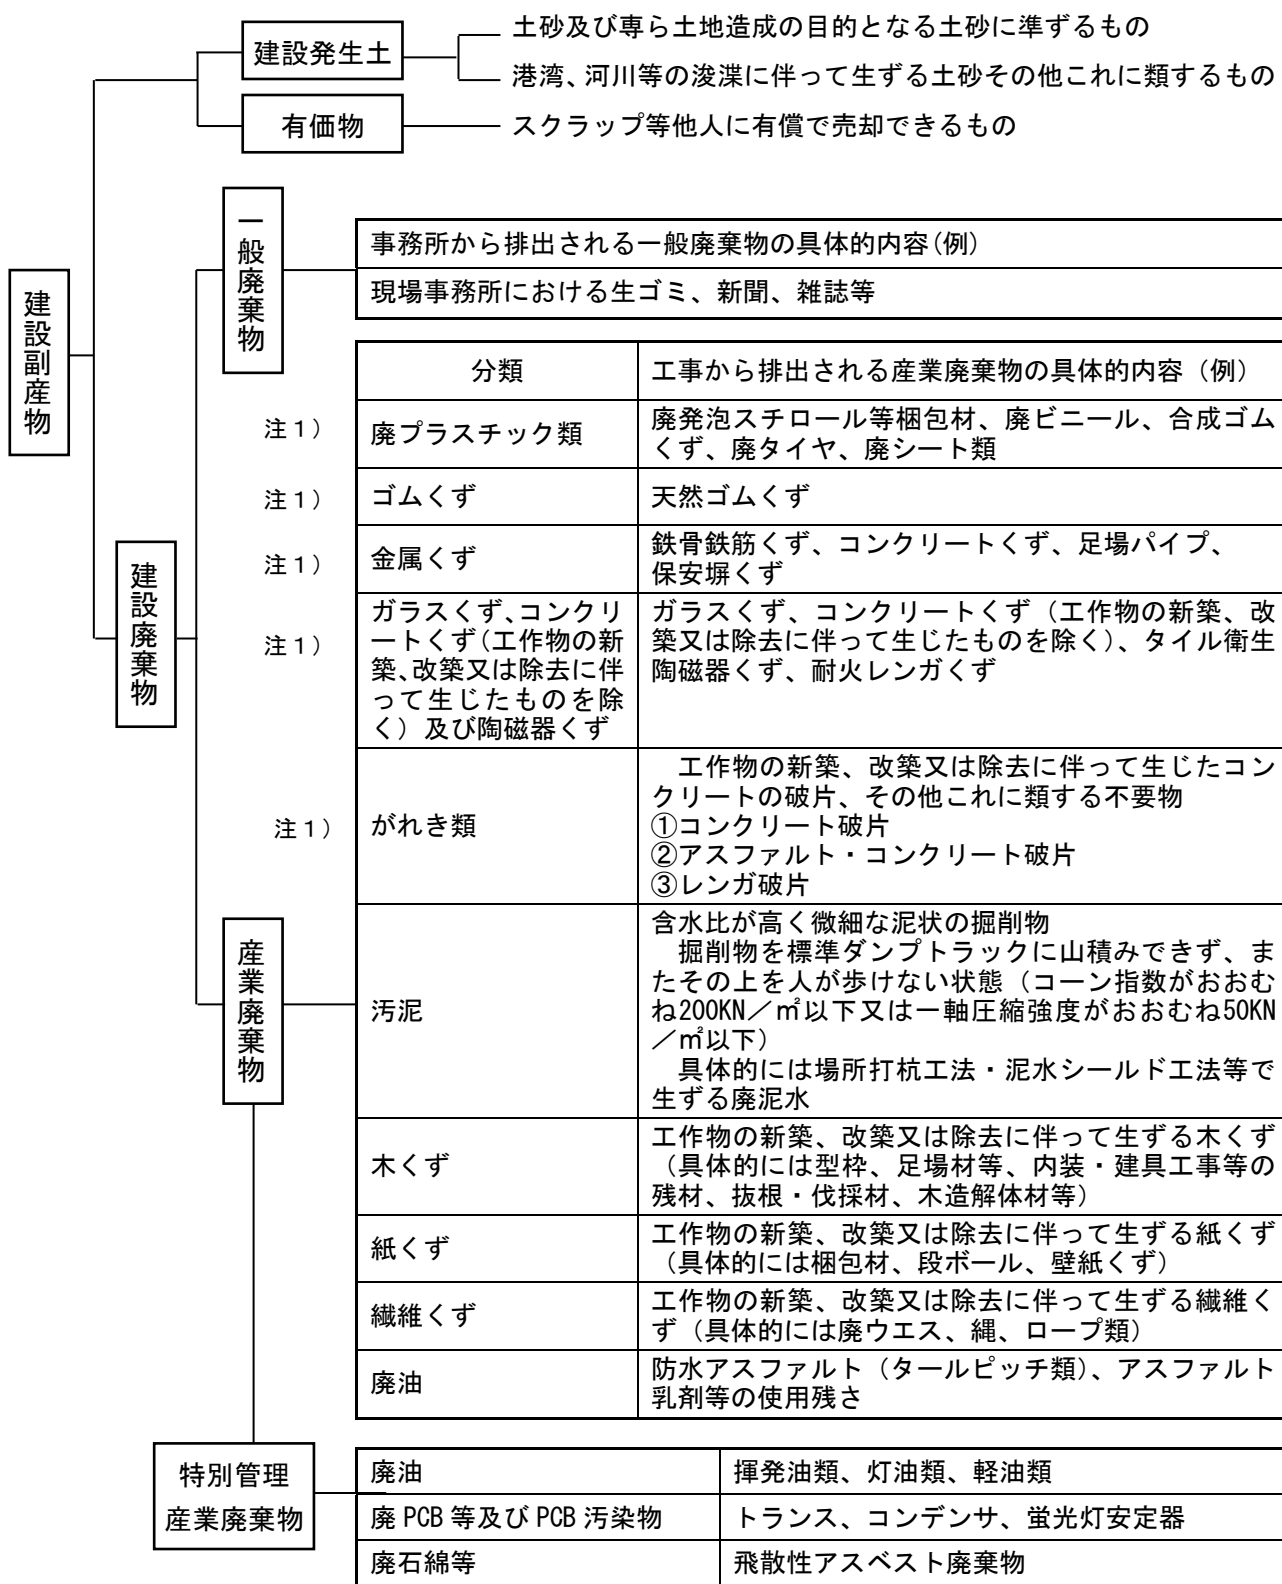 建設発生土
土砂及び専ら土地造成の目的となる土砂に準ずるもの
港湾、河川等の浚渫に伴って生ずる土砂その他これに類するもの
有価物
スクラップ等他人に有償で売却できるもの
建設副産物
一般廃棄物
事務所から排出される一般廃棄物の具体的内容(例)
現場事務所における生ゴミ、新聞、雑誌等
建設廃棄物
分類
工事から排出される産業廃棄物の具体的内容（例）
注１）
廃プラスチック類
廃発泡スチロール等梱包材、廃ビニール、合成ゴム
くず、廃タイヤ、廃シート類
注１）
ゴムくず
天然ゴムくず
注１）
金属くず
鉄骨鉄筋くず、コンクリートくず、足場パイプ、
保安塀くず
注１）
ガラスくず、コンクリ
ートくず（工作物の新
築、改築又は除去に伴
って生じたものを除
く）及び陶磁器くず
ガラスくず、コンクリートくず（工作物の新築、改
築又は除去に伴って生じたものを除く）、タイル衛生
陶磁器くず、耐火レンガくず
注１）
がれき類
工作物の新築、改築又は除去に伴って生じたコン
クリートの破片、その他これに類する不要物
①コンクリート破片
②アスファルト・コンクリート破片
③レンガ破片
産業廃棄物
汚泥
含水比が高く微細な泥状の掘削物
掘削物を標準ダンプトラックに山積みできず、ま
たその上を人が歩けない状態（コーン指数がおおむ
ね200KN／㎡以下又は一軸圧縮強度がおおむね50KN
／㎡以下）
具体的には場所打杭工法・泥水シールド工法等で
生ずる廃泥水
木くず
工作物の新築、改築又は除去に伴って生ずる木くず
（具体的には型枠、足場材等、内装・建具工事等の
残材、抜根・伐採材、木造解体材等）
紙くず
工作物の新築、改築又は除去に伴って生ずる紙くず
（具体的には梱包材、段ボール、壁紙くず）
繊維くず
工作物の新築、改築又は除去に伴って生ずる繊維く
ず（具体的には廃ウエス、縄、ロープ類）
廃油
防水アスファルト（タールピッチ類）、アスファルト
乳剤等の使用残さ
特別管理
産業廃棄物
廃油
揮発油類、灯油類、軽油類
廃 PCB 等及び PCB 汚染物
トランス、コンデンサ、蛍光灯安定器
廃石綿等
飛散性アスベスト廃棄物